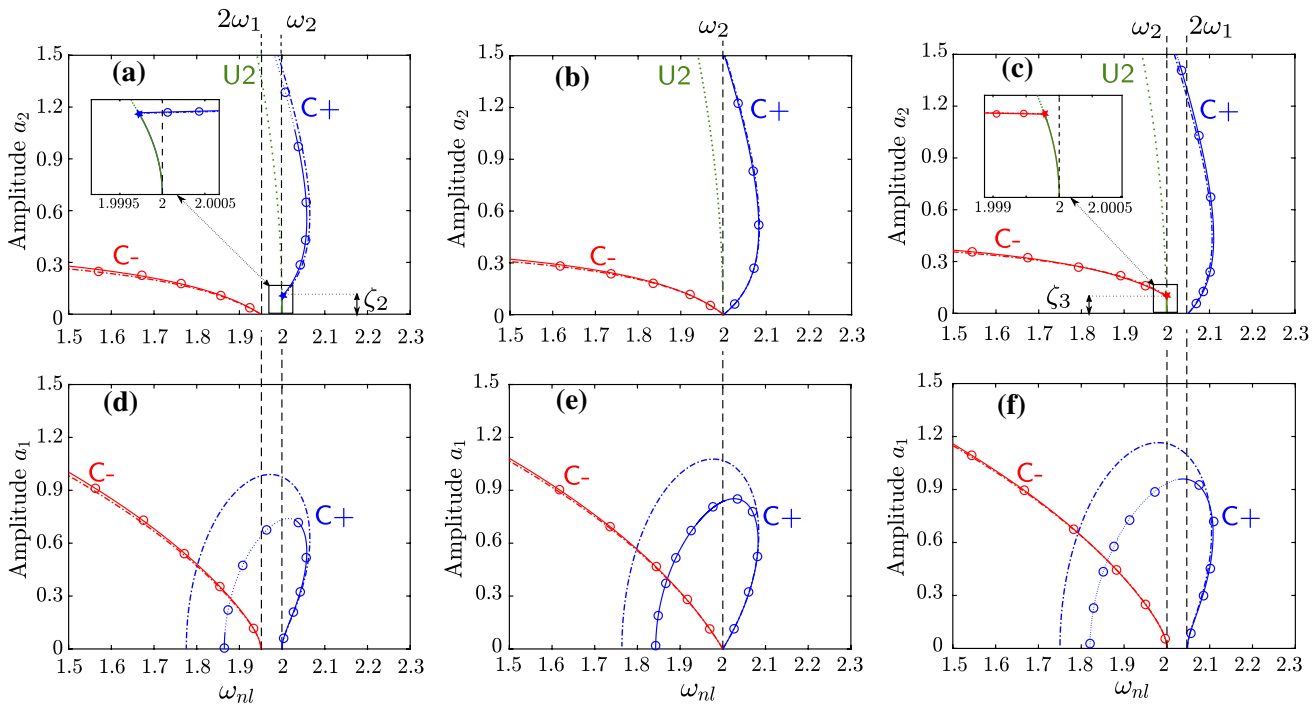 2ω₁ ω₂
ω₂
ω₂ 2ω₁
Amplitude a₂
1.5
1.2
0.9
0.6
0.3
0
(a)
U2
C+
1.9995 2 2.0005
C-
ζ₂
1.5 1.6 1.7 1.8 1.9 2 2.1 2.2 2.3
Amplitude a₂
1.5
1.2
0.9
0.6
0.3
0
(b)
U2
C+
C-
1.5 1.6 1.7 1.8 1.9 2 2.1 2.2 2.3
Amplitude a₂
1.5
1.2
0.9
0.6
0.3
0
(c)
U2
C+
1.999 2 2.0005
C-
ζ₃
1.5 1.6 1.7 1.8 1.9 2 2.1 2.2 2.3
Amplitude a₁
1.5
1.2
0.9
0.6
0.3
0
(d)
C-
C+
1.5 1.6 1.7 1.8 1.9 2 2.1 2.2 2.3
ωₙₗ
Amplitude a₁
1.5
1.2
0.9
0.6
0.3
0
(e)
C-
C+
1.5 1.6 1.7 1.8 1.9 2 2.1 2.2 2.3
ωₙₗ
Amplitude a₁
1.5
1.2
0.9
0.6
0.3
0
(f)
C-
C+
1.5 1.6 1.7 1.8 1.9 2 2.1 2.2 2.3
ωₙₗ